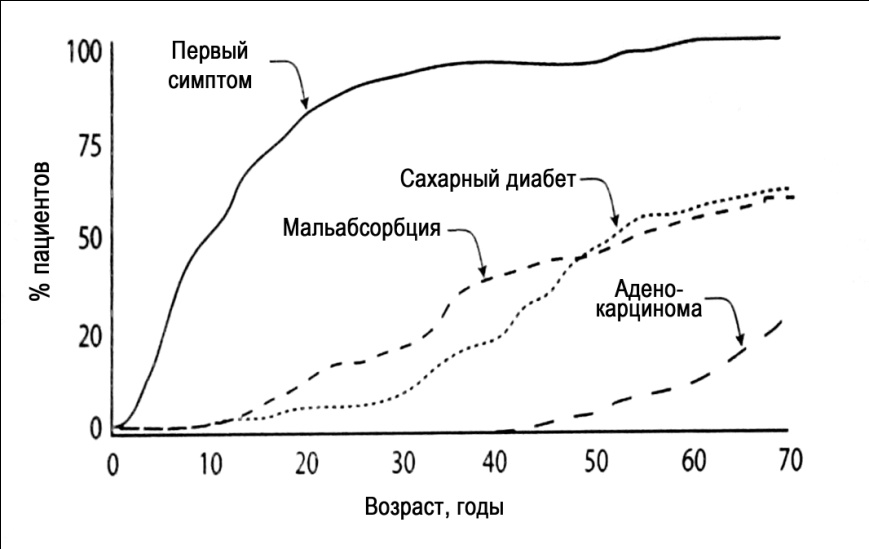 100
75
50
20
0
% пациентов
Первый
симптом
Сахарный диабет
Мальабсорбция
Адено-
карцинома
0 10 20 30 40 50 60 70
Возраст, годы